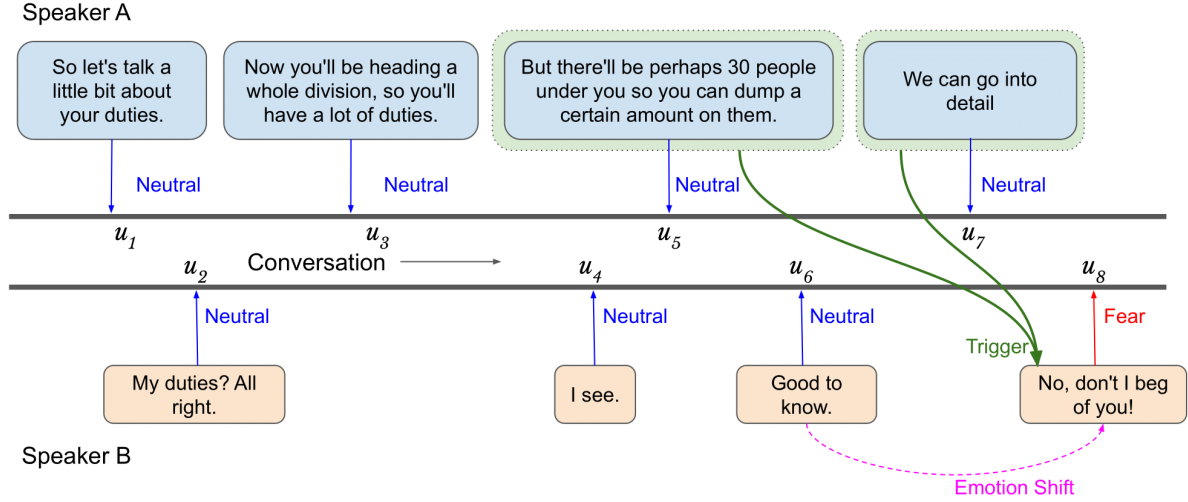 Speaker A
So let's talk a
little bit about
your duties.
Now you'll be heading a
whole division, so you'll
have a lot of duties.
But there'll be perhaps 30 people
under you so you can dump a
certain amount on them.
We can go into
detail
Neutral
Neutral
Neutral
Neutral
u1
u3
u5
u7
Conversation
u2
u4
u6
u8
Neutral
Neutral
Neutral
Fear
Trigger
My duties? All
right.
I see.
Good to
know.
No, don't I beg
of you!
Speaker B
Emotion Shift